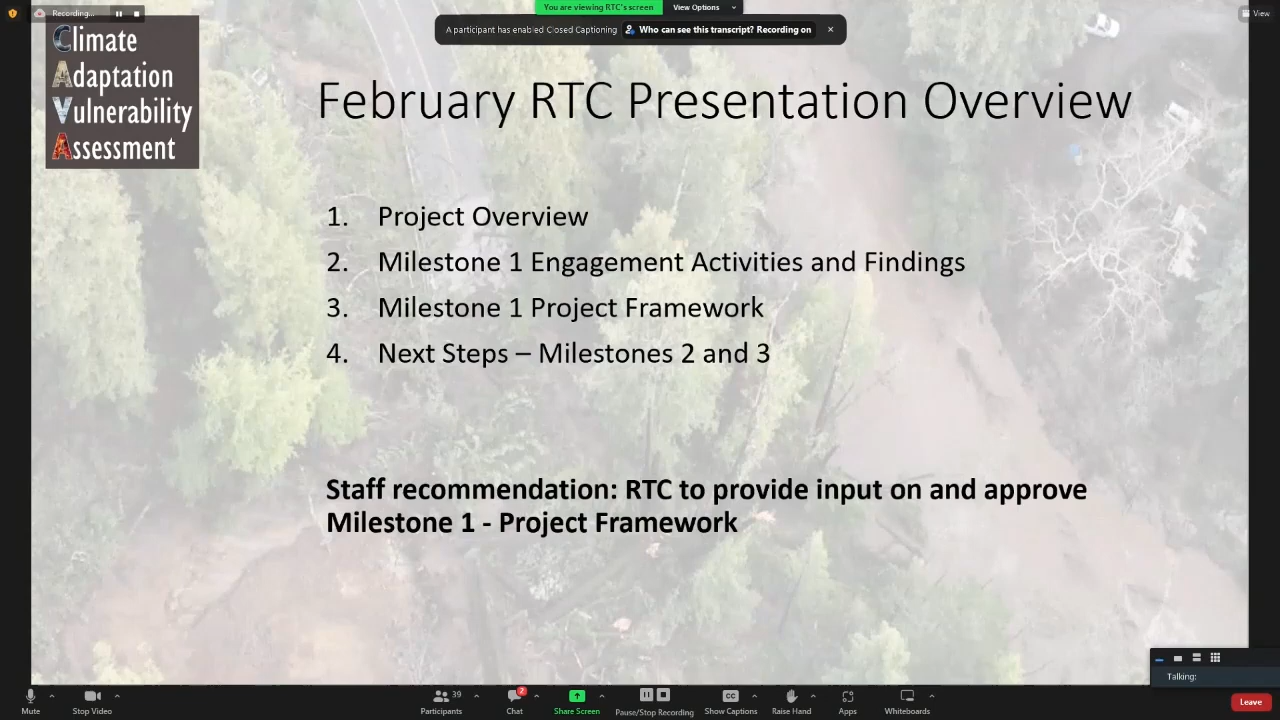 Recording...
You are viewing RTC's screen
View Options
View
A participant has enabled Closed Captioning
Who can see this transcript? Recording on
Climate
Adaptation
Vulnerability
Assessment
February RTC Presentation Overview
1. Project Overview
2. Milestone 1 Engagement Activities and Findings
3. Milestone 1 Project Framework
4. Next Steps – Milestones 2 and 3
Staff recommendation: RTC to provide input on and approve
Milestone 1 - Project Framework
Talking:
Mute
Stop Video
39
Participants
2
Chat
Share Screen
Pause/Stop Recording
CC
Show Captions
Raise Hand
Apps
Whiteboards
Leave